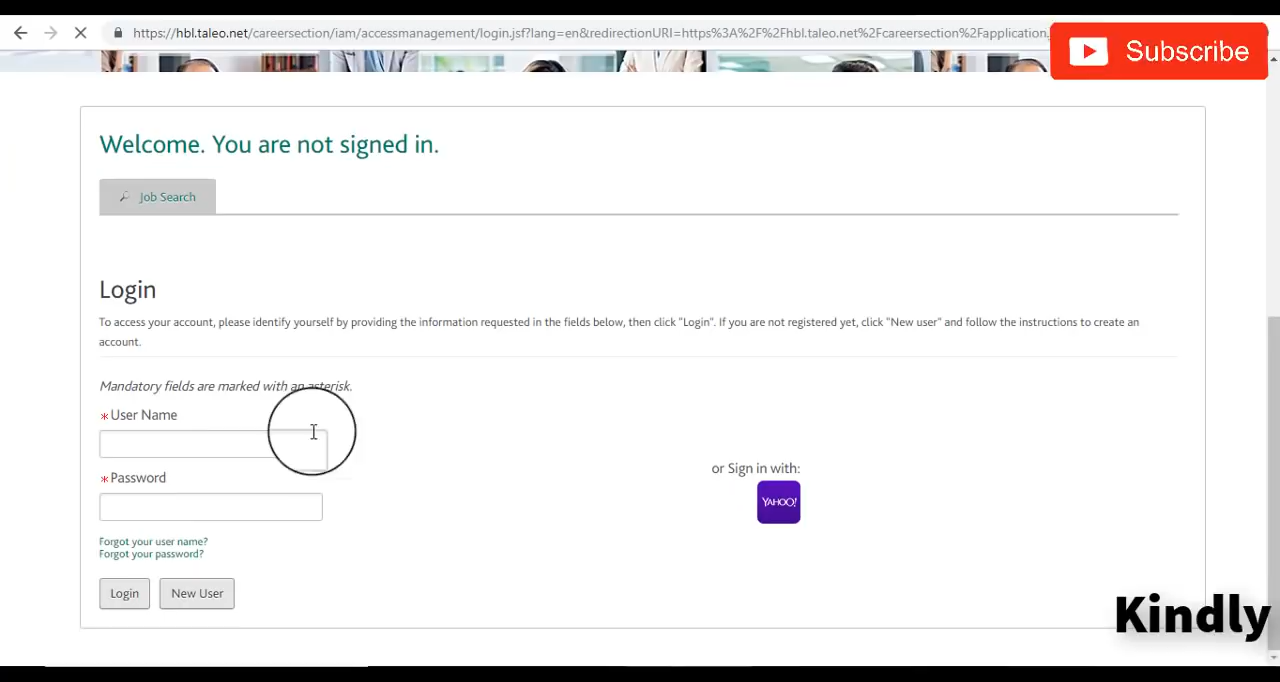 https://hbl.taleo.net/careersection/iam/accessmanagement/login.jsf?lang=en&redirectionURI=https%3A%2F%2Fhbl.taleo.net%2Fcareersection%2Fapplication.
Subscribe
Welcome. You are not signed in.
Job Search
Login
To access your account, please identify yourself by providing the information requested in the fields below, then click "Login". If you are not registered yet, click "New user" and follow the instructions to create an
account.
Mandatory fields are marked with an asterisk.
*User Name
*Password
or Sign in with:
YAHOO!
Forgot your user name?
Forgot your password?
Login New User
Kindly